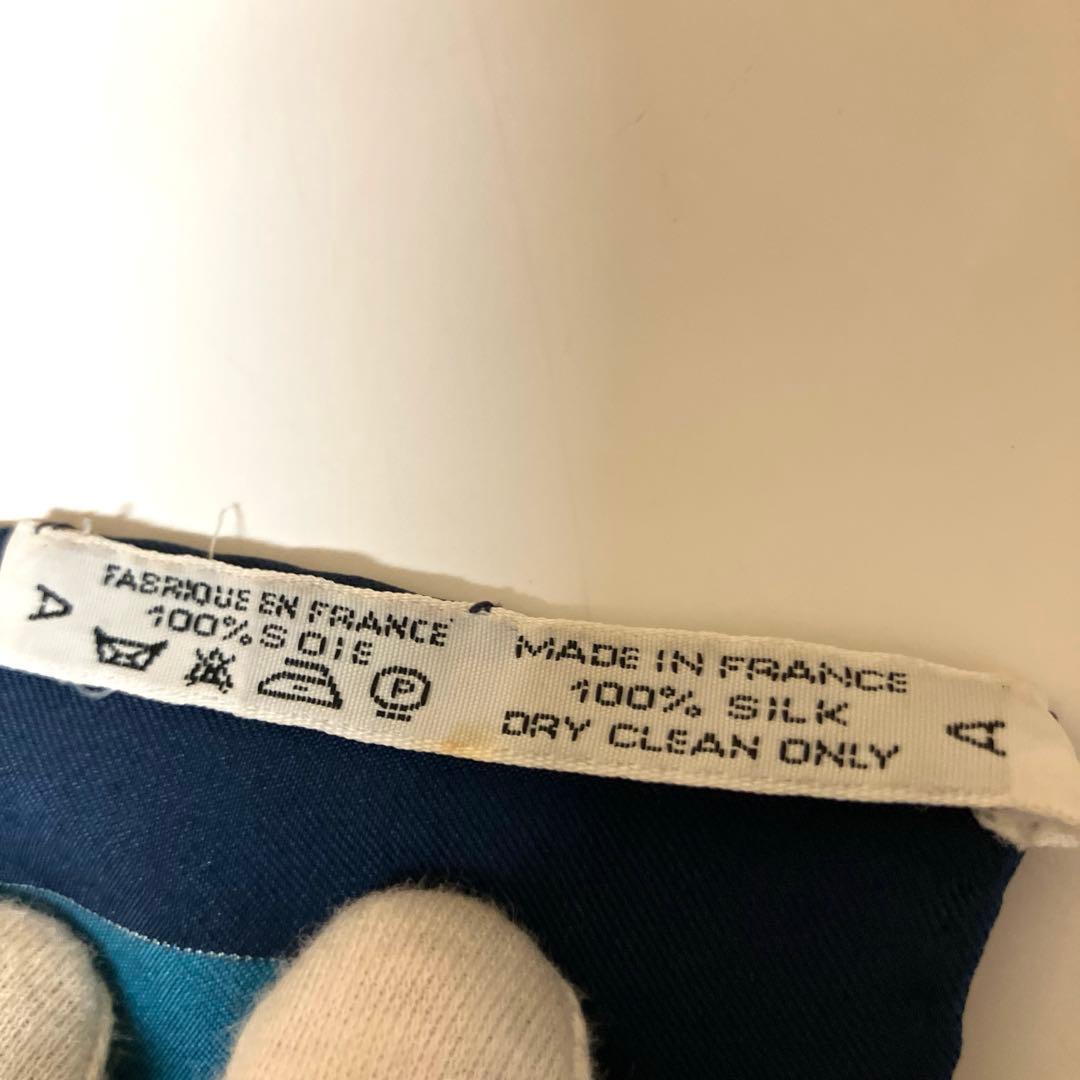 A
FABRIQUE EN FRANCE
100% SOIE
P
MADE IN FRANCE
100% SILK
DRY CLEAN ONLY
A